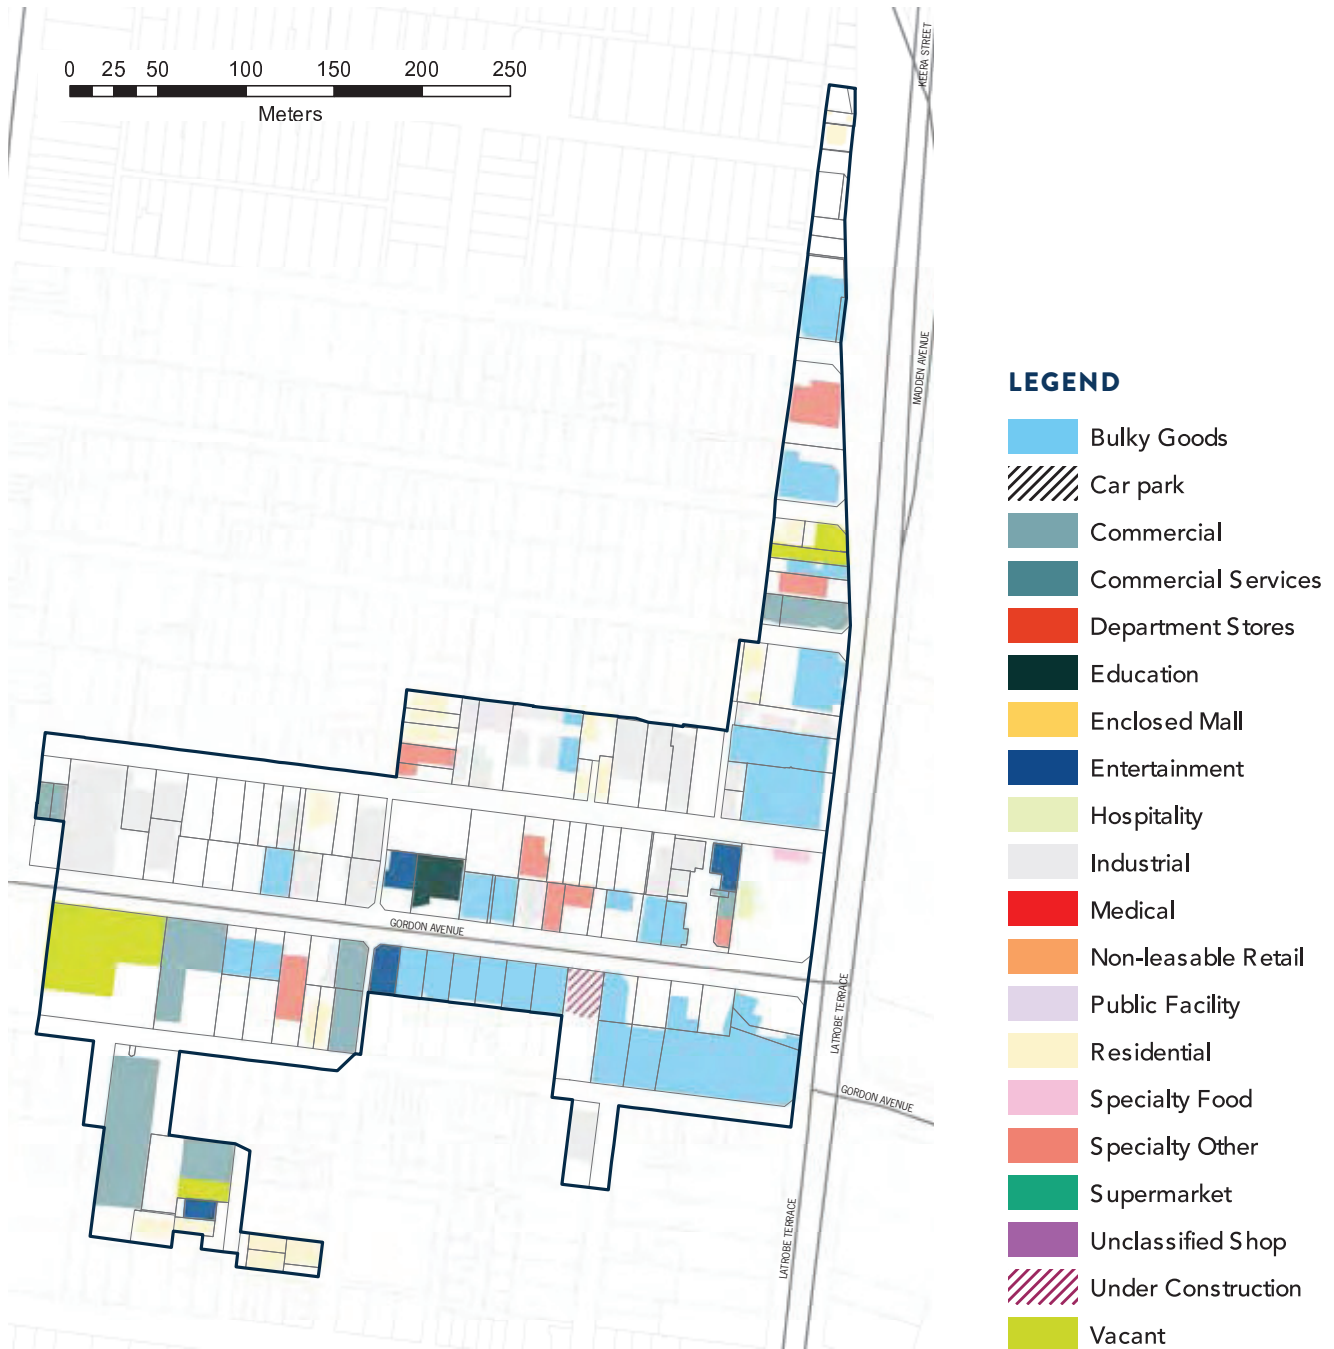 0 25 50 100 150 200 250
Meters
KEERA STREET
MADDEN AVENUE
GORDON AVENUE
LATROBE TERRACE
GORDON AVENUE
LATROBE TERRACE
LEGEND
Bulky Goods
Car park
Commercial
Commercial Services
Department Stores
Education
Enclosed Mall
Entertainment
Hospitality
Industrial
Medical
Non-leasable Retail
Public Facility
Residential
Specialty Food
Specialty Other
Supermarket
Unclassified Shop
Under Construction
Vacant